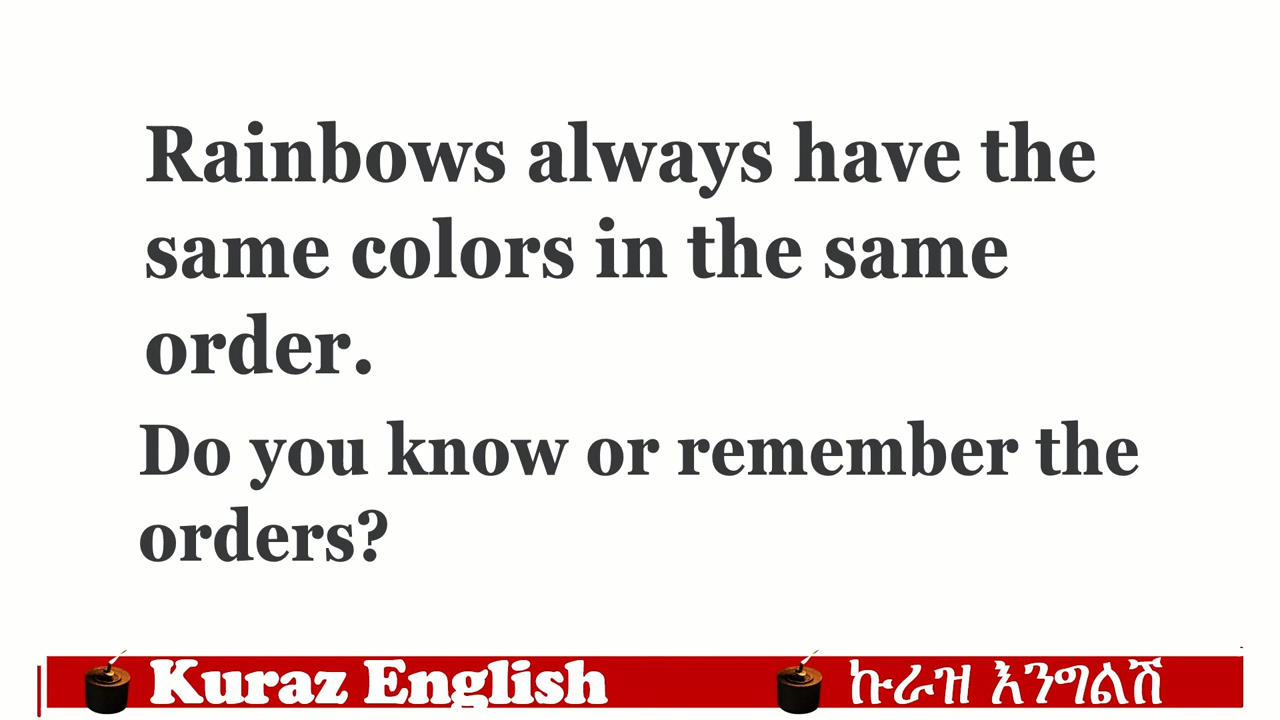 Rainbows always have the
same colors in the same
order.
Do you know or remember the
orders?
Kuraz English
ኩራዝ እንግልሽ